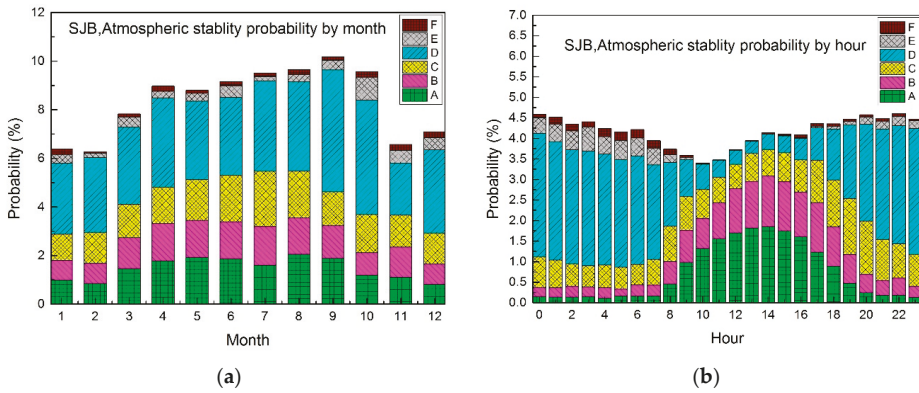 SJB,Atmospheric stablity probability by month
F
E
D
C
B
A
Probability (%)
12
10
8
6
4
2
0
1 2 3 4 5 6 7 8 9 10 11 12
Month
(a)
SJB,Atmospheric stablity probability by hour
F
E
D
C
B
A
Probability (%)
7.0
6.5
6.0
5.5
5.0
4.5
4.0
3.5
3.0
2.5
2.0
1.5
1.0
0.5
0.0
0 2 4 6 8 10 12 14 16 18 20 22
Hour
(b)